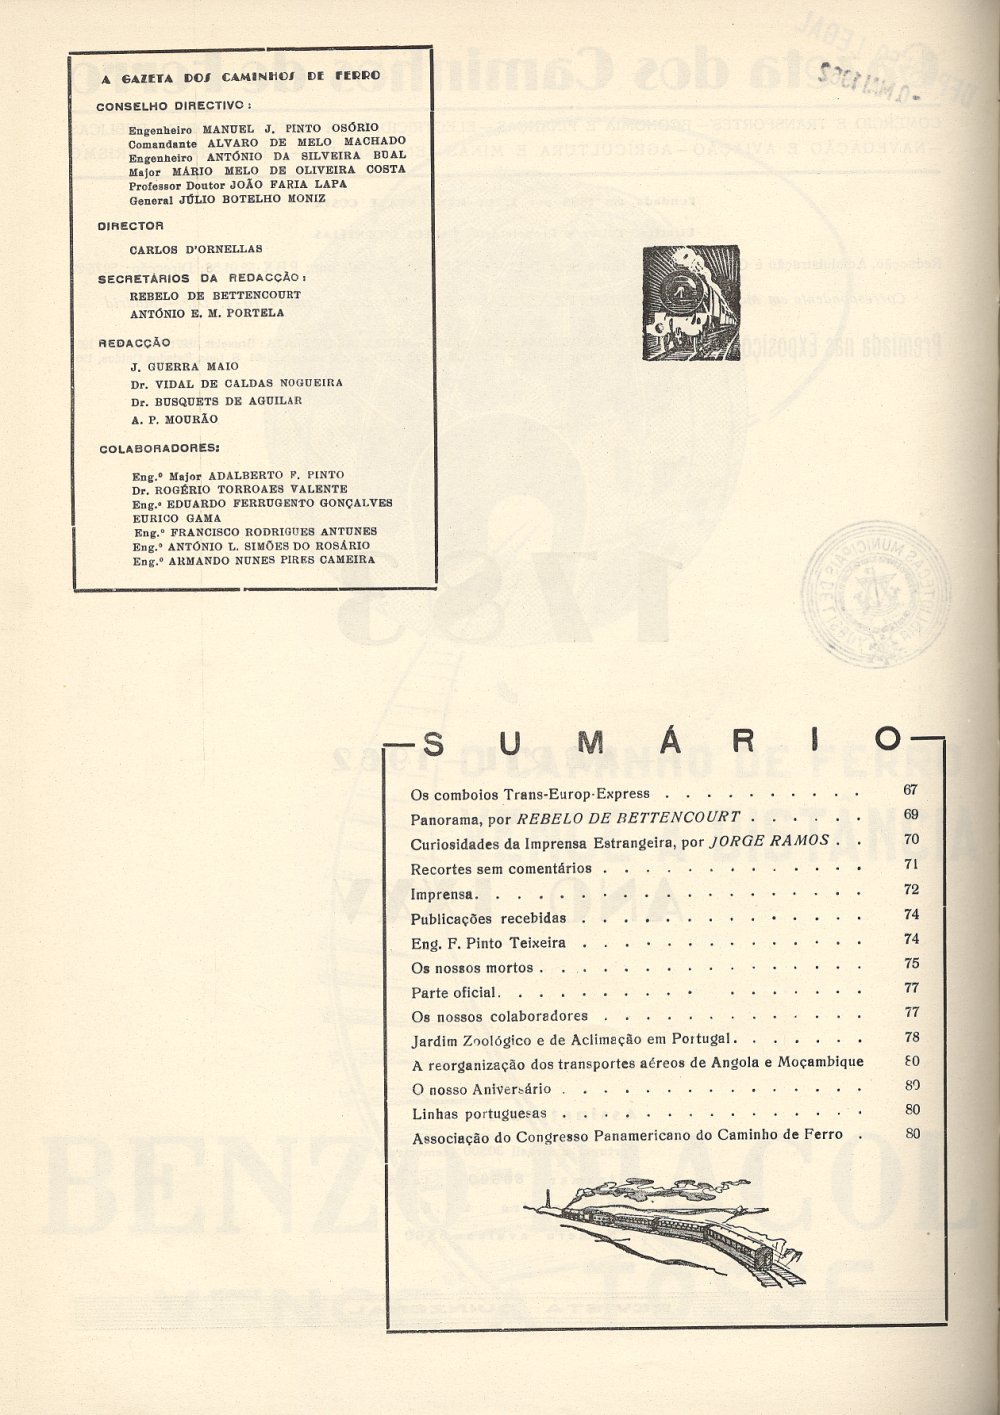 A GAZETA DOS CAMINHOS DE FERRO
CONSELHO DIRECTIVO:
Engenheiro MANUEL J. PINTO OSÓRIO
Comandante ALVARO DE MELO MACHADO
Engenheiro ANTÓNIO DA SILVEIRA BUAL
Major MÁRIO MELO DE OLIVEIRA COSTA
Professor Doutor JOÃO FARIA LAPA
General JÚLIO BOTELHO MONIZ
DIRECTOR
CARLOS D'ORNELLAS
SECRETÁRIOS DA REDACÇÃO:
REBELO DE BETTENCOURT
ANTÓNIO E. M. PORTELA
REDACÇÃO
J. GUERRA MAIO
Dr. VIDAL DE CALDAS NOGUEIRA
Dr. BUSQUETS DE AGUILAR
A. P. MOURÃO
COLABORADORES:
Eng.º Major ADALBERTO F. PINTO
Dr. ROGÉRIO TORROAES VALENTE
Eng.º EDUARDO FERRUGENTO GONÇALVES
EURICO GAMA
Eng.º FRANCISCO RODRIGUES ANTUNES
Eng.º ANTÓNIO L. SIMÕES DO ROSÁRIO
Eng.º ARMANDO NUNES PIRES CAMEIRA
SUMÁRIO
Os comboios Trans-Europ-Express . . . . . . . . . . 67
Panorama, por REBELO DE BETTENCOURT . . . . . . 69
Curiosidades da Imprensa Estrangeira, por JORGE RAMOS . . 70
Recortes sem comentários . . . . . . . . . . . . . 71
Imprensa. . . . . . . . . . . . . . . . . . . 72
Publicações recebidas . . . . . . . . . . . . . . 74
Eng. F. Pinto Teixeira . . . . . . . . . . . . . . 74
Os nossos mortos . . . . . . . . . . . . . . . . 75
Parte oficial. . . . . . . . . . . . . . . . . . 77
Os nossos colaboradores . . . . . . . . . . . . . 77
Jardim Zoológico e de Aclimação em Portugal. . . . . . . 78
A reorganização dos transportes aéreos de Angola e Moçambique 80
O nosso Aniversário . . . . . . . . . . . . . . . 80
Linhas portuguesas . . . . . . . . . . . . . . . 80
Associação do Congresso Panamericano do Caminho de Ferro . 80